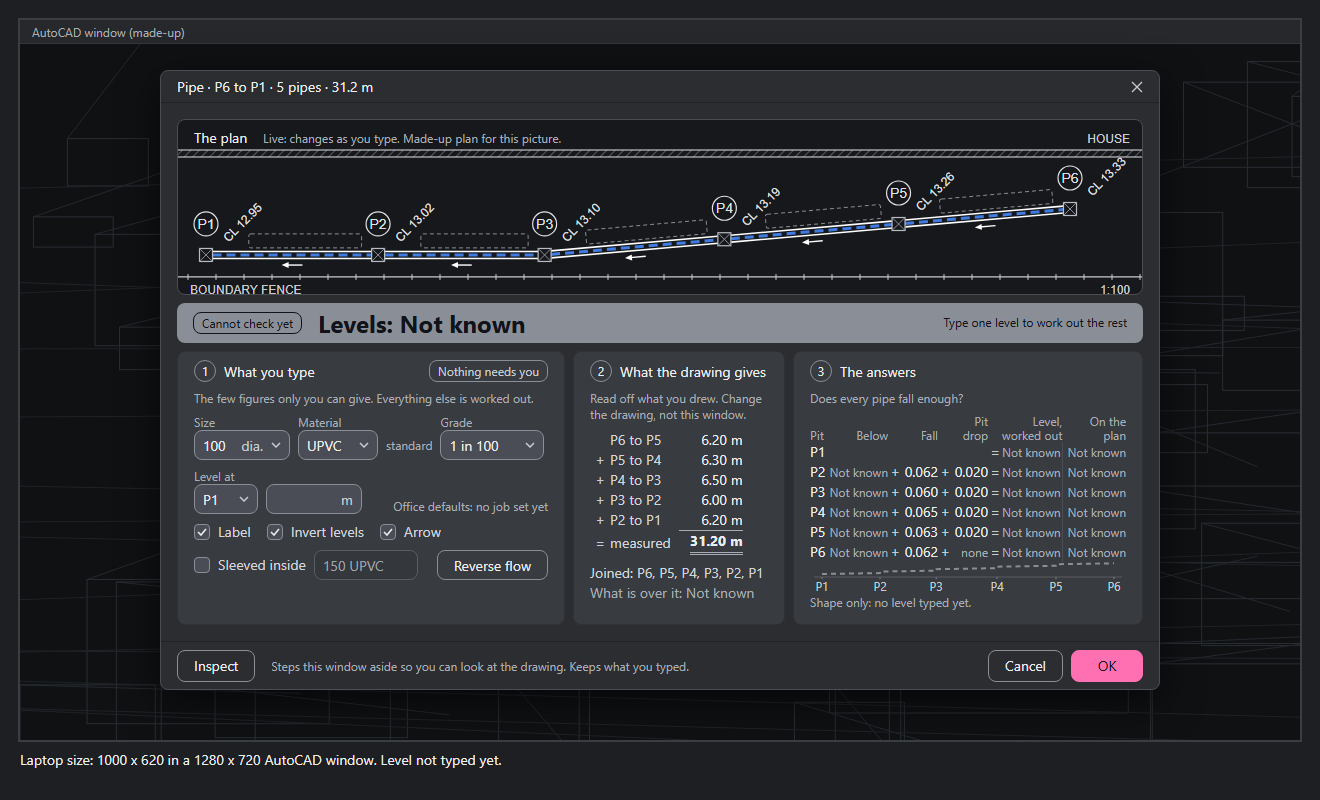 AutoCAD window (made-up)
Pipe · P6 to P1 · 5 pipes · 31.2 m
The plan Live: changes as you type. Made-up plan for this picture. HOUSE
P1 CL 12.95 P2 CL 13.02 P3 CL 13.10 P4 CL 13.19 P5 CL 13.26 P6 CL 13.33
BOUNDARY FENCE 1:100
Cannot check yet Levels: Not known Type one level to work out the rest
1 What you type Nothing needs you
The few figures only you can give. Everything else is worked out.
Size Material Grade
100 dia. UPVC standard 1 in 100
Level at
P1 m Office defaults: no job set yet
Label Invert levels Arrow
Sleeved inside 150 UPVC Reverse flow
2 What the drawing gives
Read off what you drew. Change
the drawing, not this window.
P6 to P5 6.20 m
+ P5 to P4 6.30 m
+ P4 to P3 6.50 m
+ P3 to P2 6.00 m
+ P2 to P1 6.20 m
= measured 31.20 m
Joined: P6, P5, P4, P3, P2, P1
What is over it: Not known
3 The answers
Does every pipe fall enough?
Pit Below Fall Pit drop Level, worked out On the plan
P1 = Not known Not known
P2 Not known + 0.062 + 0.020 = Not known Not known
P3 Not known + 0.060 + 0.020 = Not known Not known
P4 Not known + 0.065 + 0.020 = Not known Not known
P5 Not known + 0.063 + 0.020 = Not known Not known
P6 Not known + 0.062 + none = Not known Not known
P1 P2 P3 P4 P5 P6
Shape only: no level typed yet.
Inspect Steps this window aside so you can look at the drawing. Keeps what you typed. Cancel OK
Laptop size: 1000 x 620 in a 1280 x 720 AutoCAD window. Level not typed yet.